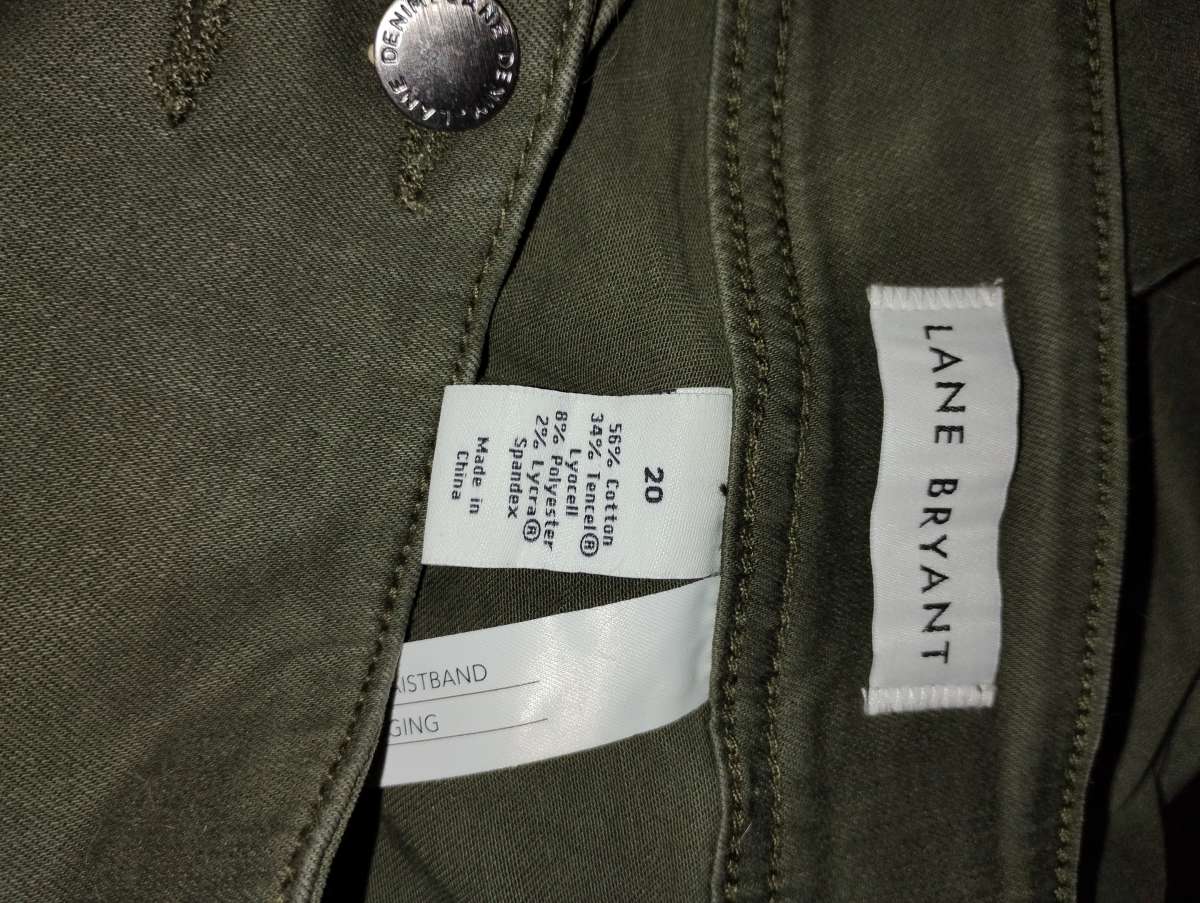 LANE DENIM • LANE DENIM •
LANE BRYANT
20
56% Cotton
34% Tencel®
Lyocell
8% Polyester
2% Lycra®
Spandex
Made in
China
AISTBAND
GING